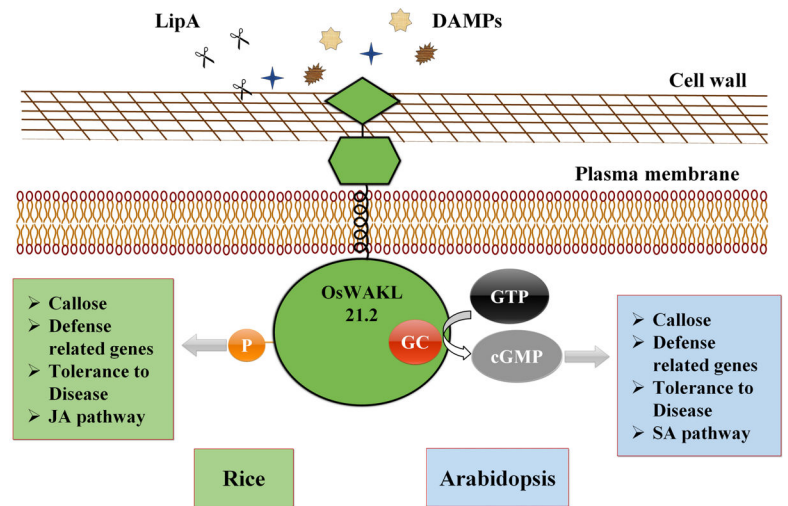 LipA
DAMPs
Cell wall
Plasma membrane
OsWAKL
21.2
GTP
GC
cGMP
P
➢ Callose
➢ Defense
related genes
➢ Tolerance to
Disease
➢ JA pathway
➢ Callose
➢ Defense
related genes
➢ Tolerance to
Disease
➢ SA pathway
Rice
Arabidopsis